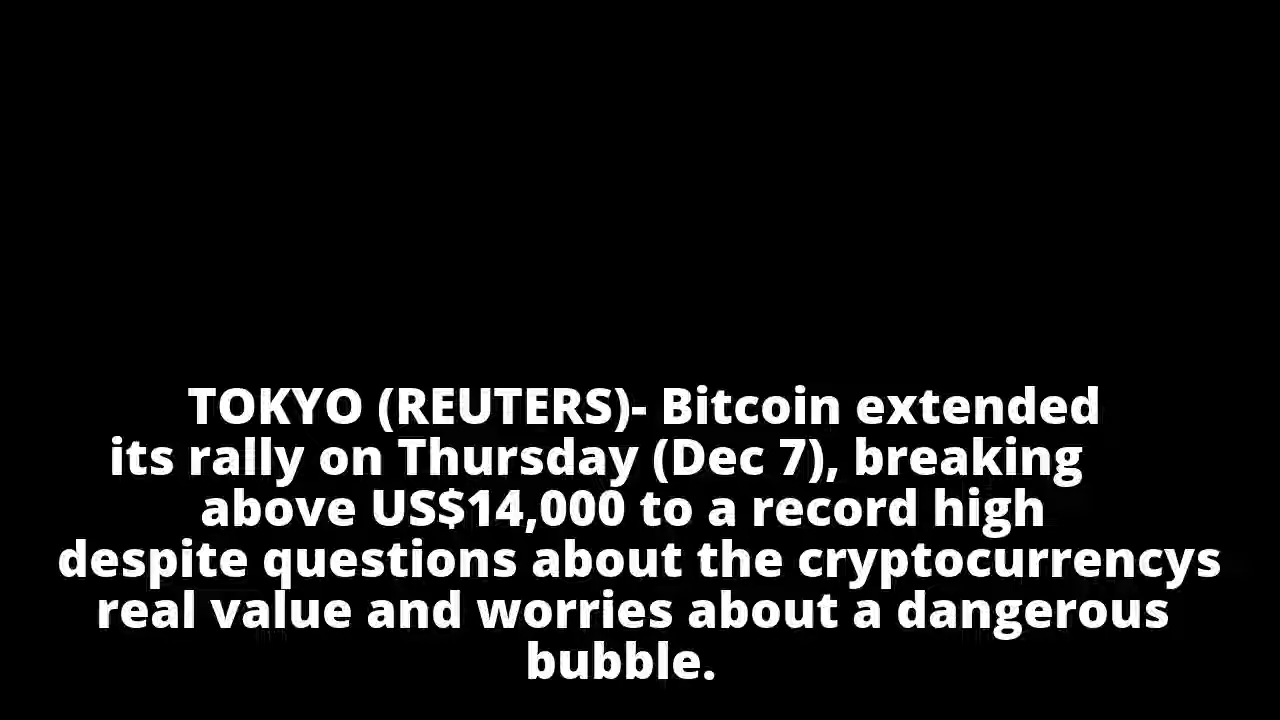 TOKYO (REUTERS)- Bitcoin extended
its rally on Thursday (Dec 7), breaking
above US$14,000 to a record high
despite questions about the cryptocurrencys
real value and worries about a dangerous
bubble.